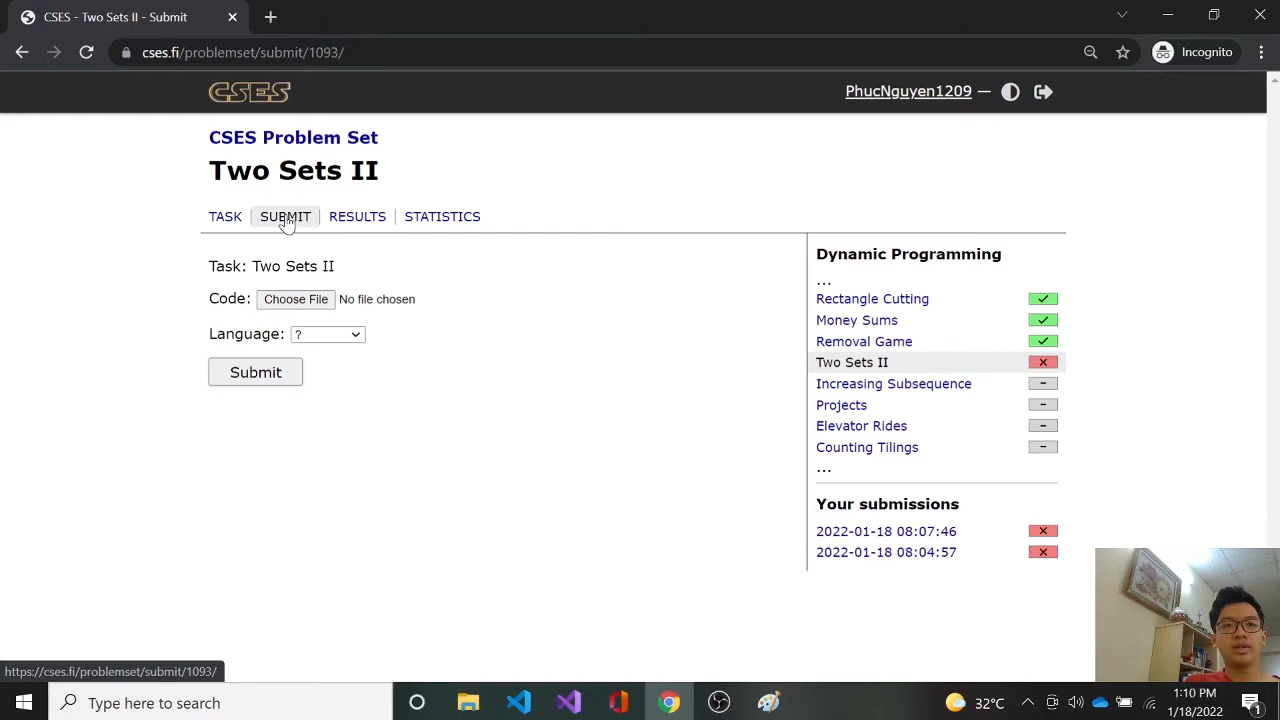 CSES - Two Sets II - Submit
cses.fi/problemset/submit/1093/
Incognito
CSES
PhucNguyen1209 —
CSES Problem Set
Two Sets II
TASK SUBMIT RESULTS STATISTICS
Task: Two Sets II
Code: Choose File No file chosen
Language: ?
Submit
Dynamic Programming
...
Rectangle Cutting
Money Sums
Removal Game
Two Sets II
Increasing Subsequence
Projects
Elevator Rides
Counting Tilings
...
Your submissions
2022-01-18 08:07:46
2022-01-18 08:04:57
https://cses.fi/problemset/submit/1093/
Type here to search
32°C
1:10 PM
1/18/2022
1